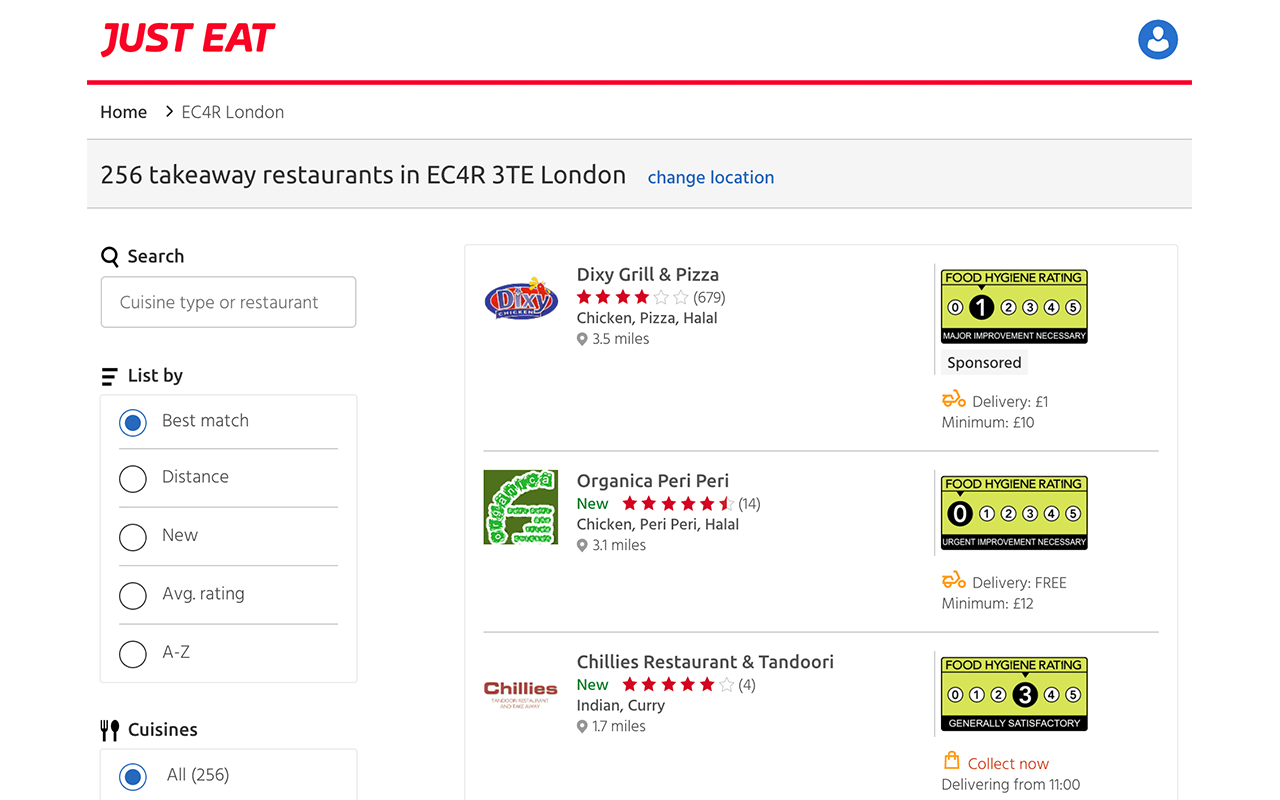 JUST EAT
Home > EC4R London
256 takeaway restaurants in EC4R 3TE London change location
Search
Cuisine type or restaurant
List by
Best match
Distance
New
Avg. rating
A-Z
Cuisines
All (256)
Dixy CHICKEN
Dixy Grill & Pizza
(679)
Chicken, Pizza, Halal
3.5 miles
FOOD HYGIENE RATING
0 1 2 3 4 5
MAJOR IMPROVEMENT NECESSARY
Sponsored
Delivery: £1
Minimum: £10
organica
Organica Peri Peri
New (14)
Chicken, Peri Peri, Halal
3.1 miles
FOOD HYGIENE RATING
0 1 2 3 4 5
URGENT IMPROVEMENT NECESSARY
Delivery: FREE
Minimum: £12
Chillies
TANDOORI RESTAURANT
AND TAKE AWAY
Chillies Restaurant & Tandoori
New (4)
Indian, Curry
1.7 miles
FOOD HYGIENE RATING
0 1 2 3 4 5
GENERALLY SATISFACTORY
Collect now
Delivering from 11:00